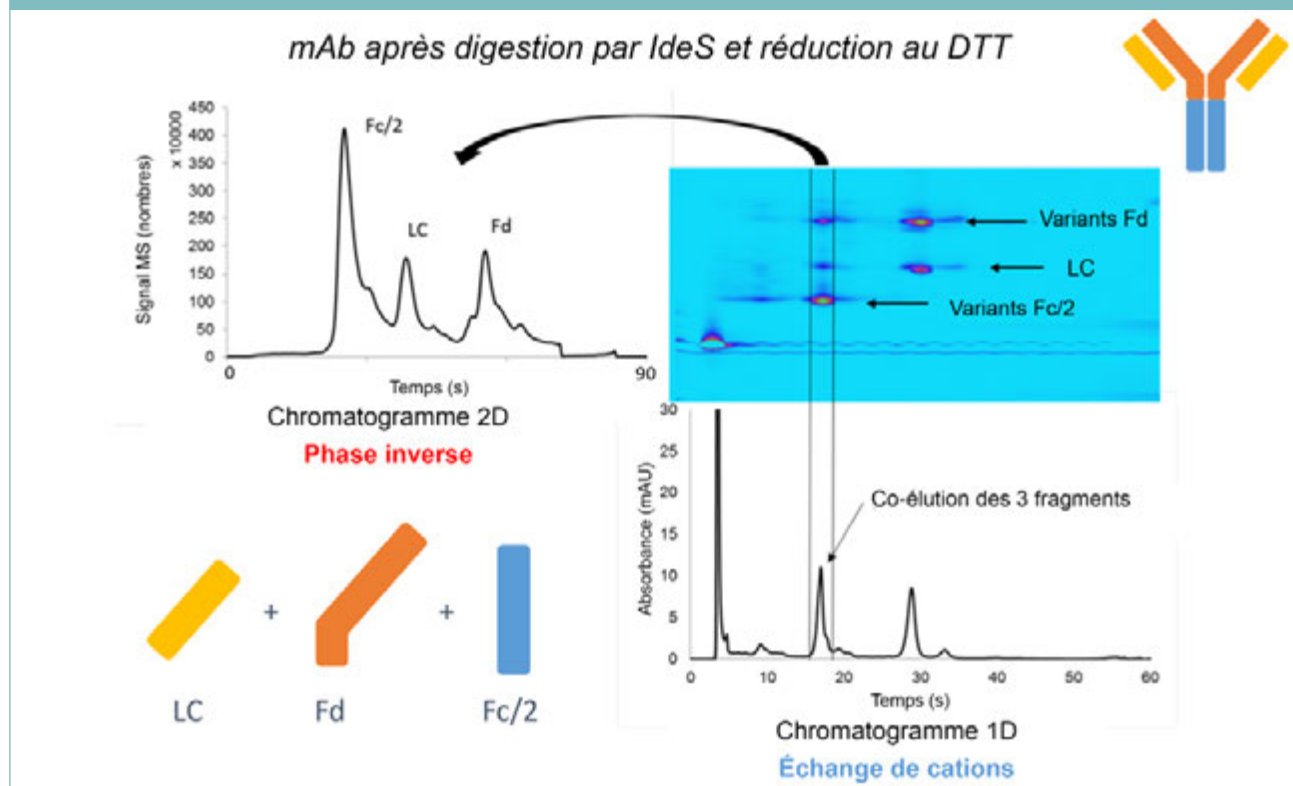 mAb après digestion par IdeS et réduction au DTT
Signal MS (nombres)
x 10000
450
400
350
300
250
200
150
100
50
0
Fc/2
LC
Fd
0
90
Temps (s)
Chromatogramme 2D
Phase inverse
Variants Fd
LC
Variants Fc/2
Absorbance (mAU)
30
25
20
15
10
5
0
Co-élution des 3 fragments
0 10 20 30 40 50 60
Temps (s)
Chromatogramme 1D
Échange de cations
+ +
LC Fd Fc/2